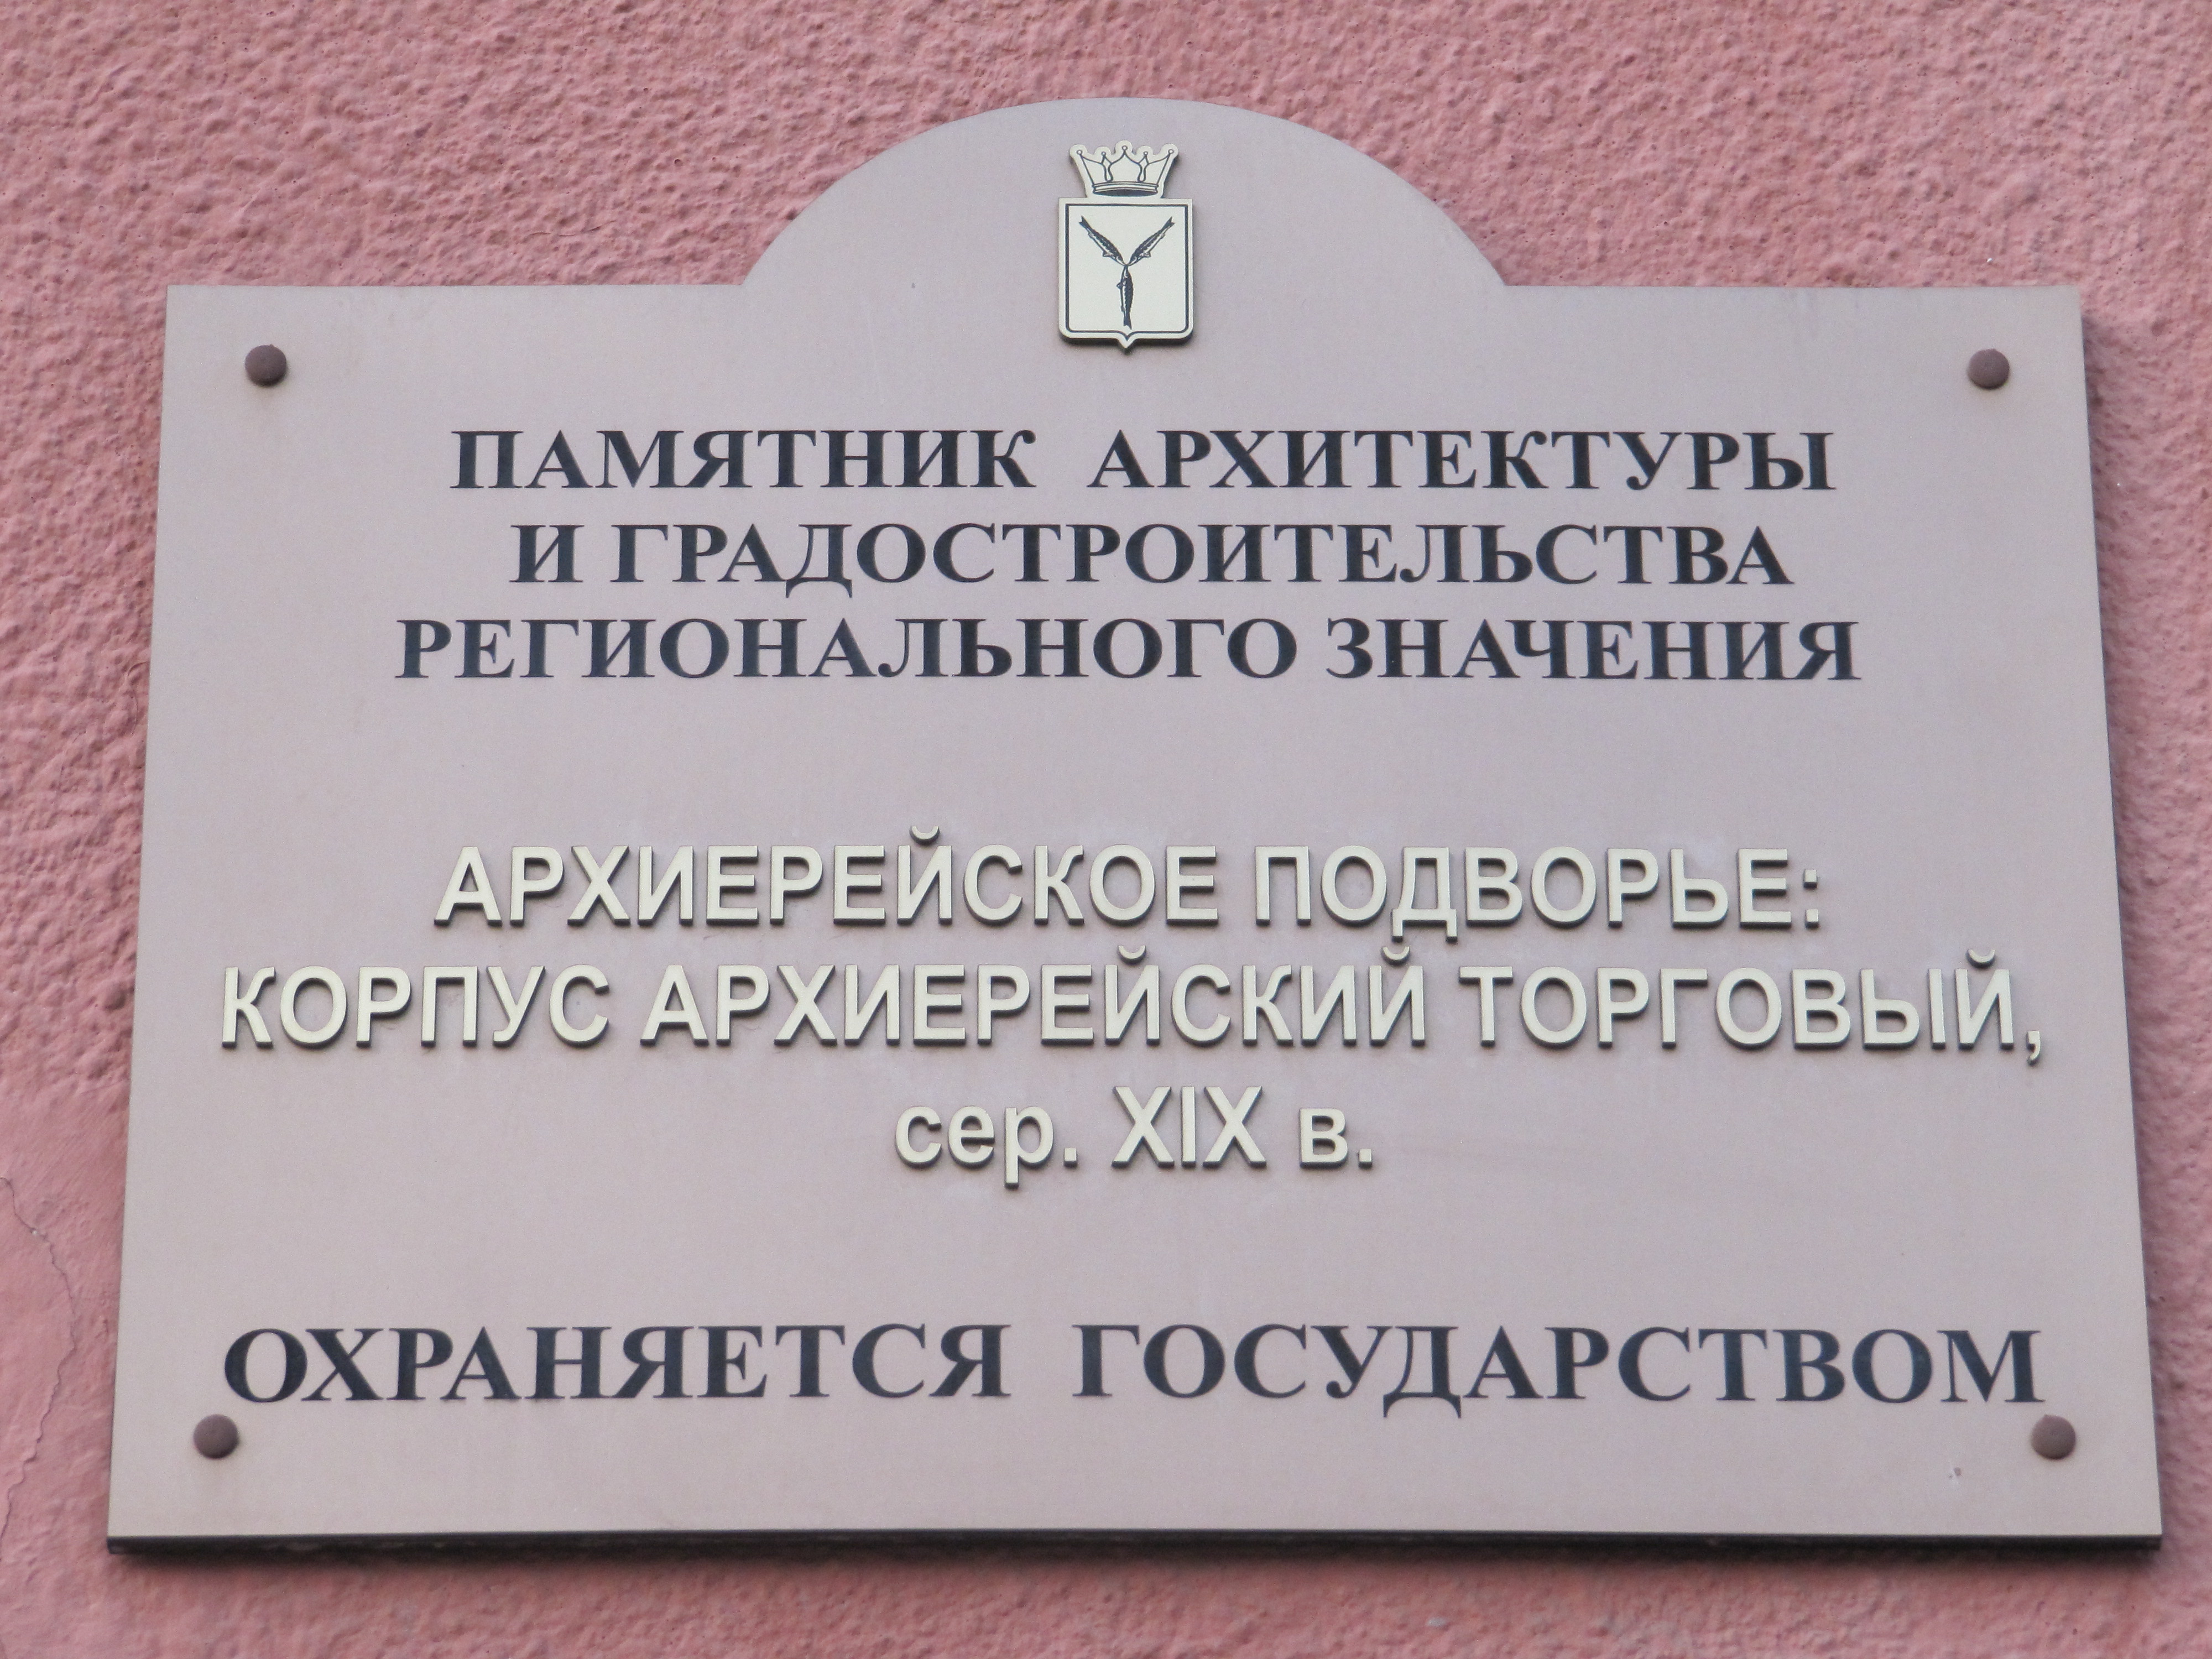 ПАМЯТНИК АРХИТЕКТУРЫ
И ГРАДОСТРОИТЕЛЬСТВА
РЕГИОНАЛЬНОГО ЗНАЧЕНИЯ
АРХИЕРЕЙСКОЕ ПОДВОРЬЕ:
КОРПУС АРХИЕРЕЙСКИЙ ТОРГОВЫЙ,
сер. XIX в.
ОХРАНЯЕТСЯ ГОСУДАРСТВОМ